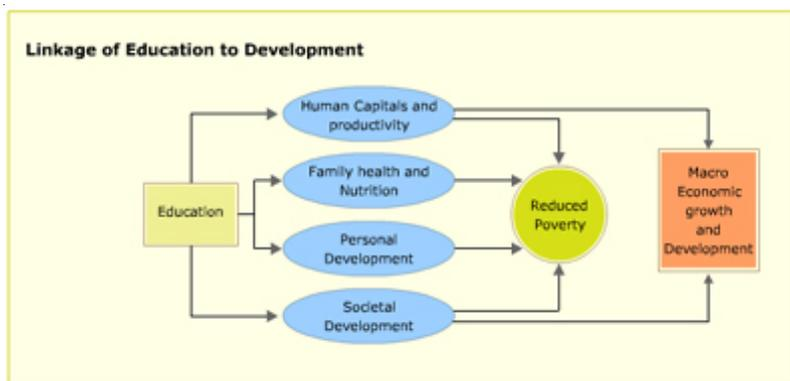 Linkage of Education to Development
Human Capitals and
productivity
Family health and
Nutrition
Education
Personal
Development
Societal
Development
Reduced
Poverty
Macro
Economic
growth
and
Development